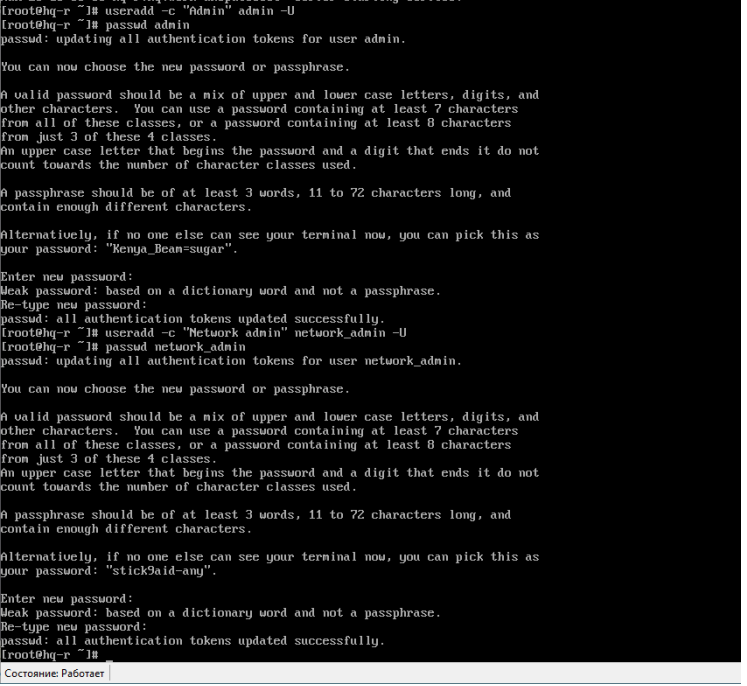 [root@hq-r ~]# useradd -c "Admin" admin -U
[root@hq-r ~]# passwd admin
passwd: updating all authentication tokens for user admin.
You can now choose the new password or passphrase.
A valid password should be a mix of upper and lower case letters, digits, and
other characters.  You can use a password containing at least 7 characters
from all of these classes, or a password containing at least 8 characters
from just 3 of these 4 classes.
An upper case letter that begins the password and a digit that ends it do not
count towards the number of character classes used.
A passphrase should be of at least 3 words, 11 to 72 characters long, and
contain enough different characters.
Alternatively, if no one else can see your terminal now, you can pick this as
your password: "Kenya_Beam=sugar".
Enter new password:
Weak password: based on a dictionary word and not a passphrase.
Re-type new password:
passwd: all authentication tokens updated successfully.
[root@hq-r ~]# useradd -c "Network admin" network_admin -U
[root@hq-r ~]# passwd network_admin
passwd: updating all authentication tokens for user network_admin.
You can now choose the new password or passphrase.
A valid password should be a mix of upper and lower case letters, digits, and
other characters.  You can use a password containing at least 7 characters
from all of these classes, or a password containing at least 8 characters
from just 3 of these 4 classes.
An upper case letter that begins the password and a digit that ends it do not
count towards the number of character classes used.
A passphrase should be of at least 3 words, 11 to 72 characters long, and
contain enough different characters.
Alternatively, if no one else can see your terminal now, you can pick this as
your password: "stick9aid-any".
Enter new password:
Weak password: based on a dictionary word and not a passphrase.
Re-type new password:
passwd: all authentication tokens updated successfully.
[root@hq-r ~]# _
Состояние: Работает